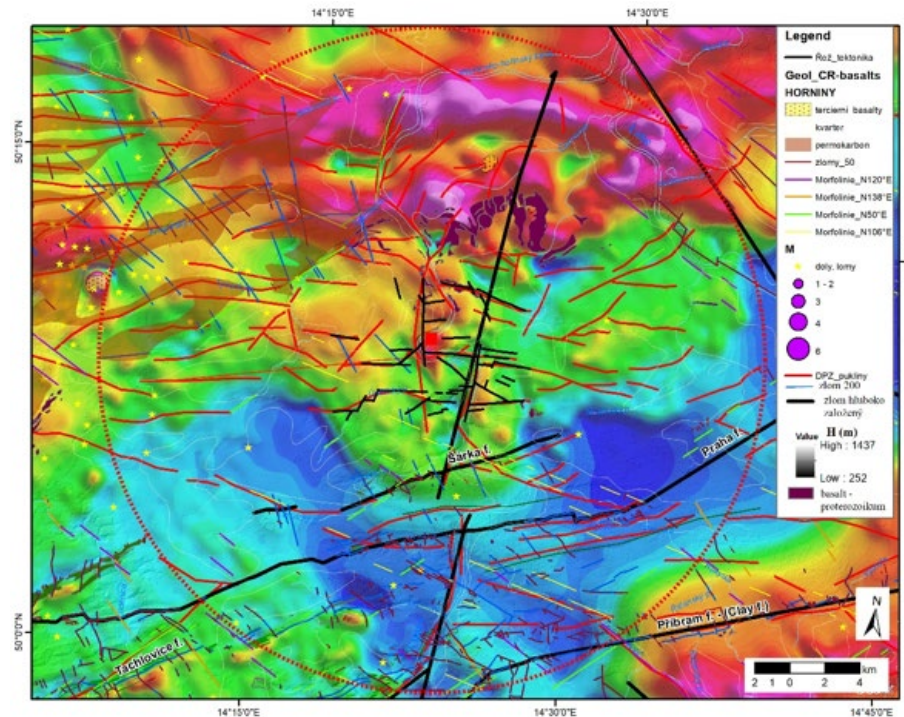 14°15'0"E
14°30'0"E
50°15'0"N
50°0'0"N
Legend
Řož_tektonika
Geol_CR-basalts
HORNINY
terciemi basalty
kvarter
permokarbon
zlomy_50
Morfolinie_N120°E
Morfolinie_N138°E
Morfolinie_N50°E
Morfolinie_N106°E
M
doly, lomy
1 - 2
3
4
6
DPZ_pukliny
zlom 200
zlom hluboko
založený
Value H (m)
High : 1437
Low : 252
basalt -
proterozoikum
Šárka f.
Praha f.
Příbram f. - (Clay f.)
Tachlovice f.
N
2 1 0 2 4
km
14°15'0"E
14°30'0"E
14°45'0"E